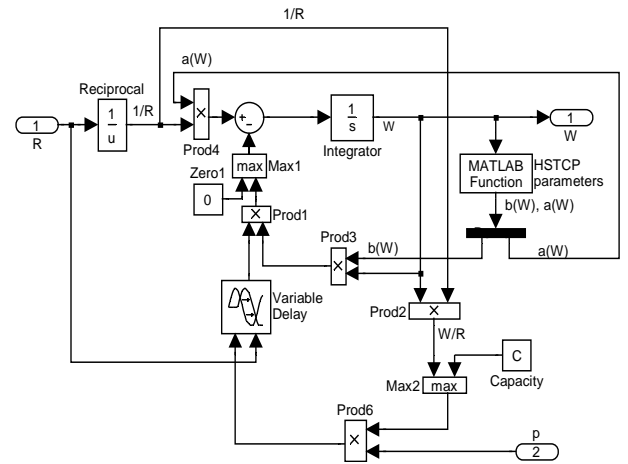 1/R
a(W)
Reciprocal
1
u
1/R
1
R
×
Prod4
+
−
1
s
Integrator
W
1
W
MATLAB
Function
HSTCP
parameters
b(W), a(W)
max
Max1
Zero1
0
×
Prod1
Prod3
×
b(W)
a(W)
Variable
Delay
Prod2
×
W/R
C
Capacity
Max2
max
Prod6
×
p
2